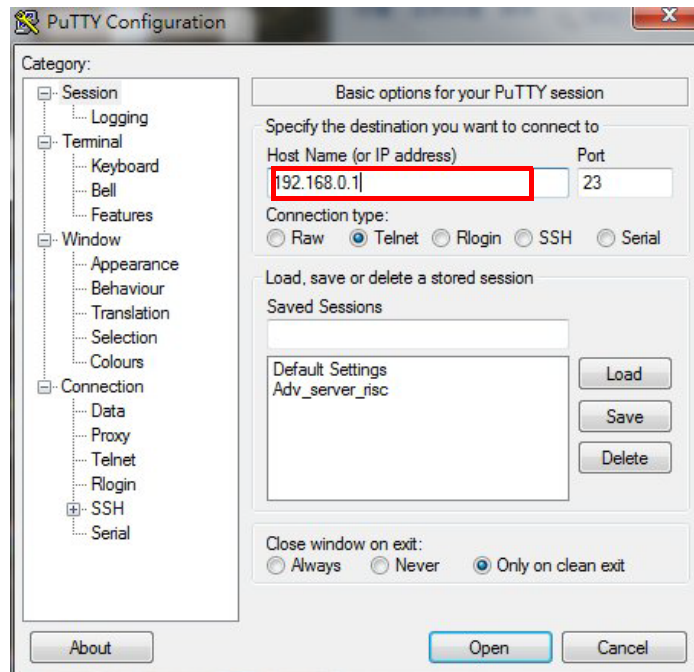 PuTTY Configuration
Category:
Session
Logging
Terminal
Keyboard
Bell
Features
Window
Appearance
Behaviour
Translation
Selection
Colours
Connection
Data
Proxy
Telnet
Rlogin
SSH
Serial
Basic options for your PuTTY session
Specify the destination you want to connect to
Host Name (or IP address) Port
192.168.0.1 23
Connection type:
Raw Telnet Rlogin SSH Serial
Load, save or delete a stored session
Saved Sessions
Default Settings
Adv_server_risc
Load
Save
Delete
Close window on exit:
Always Never Only on clean exit
About Open Cancel